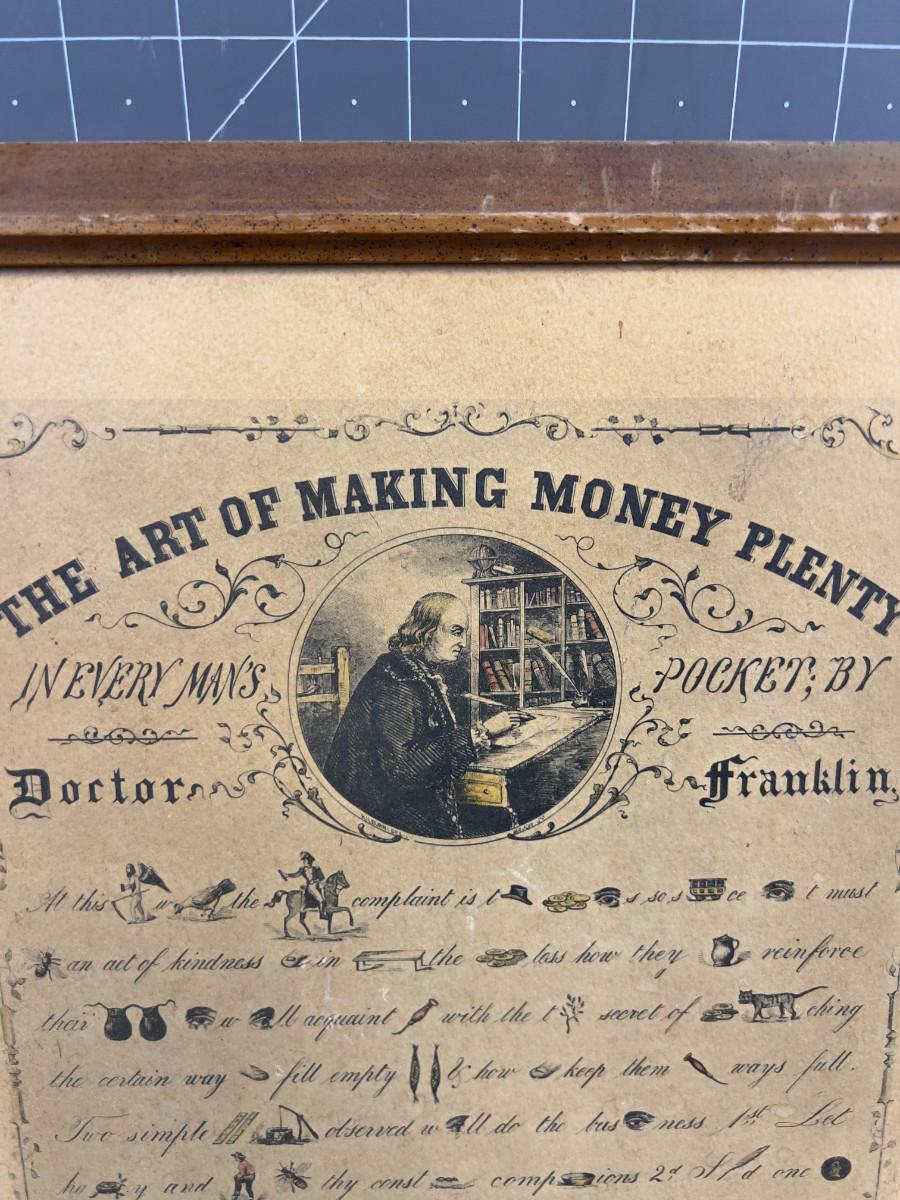 THE ART OF MAKING MONEY PLENTY
IN EVERY MAN'S POCKET; BY
Doctor Franklin.
At this w the complaint is t s so s ce t must
an act of kindness in the less how they reinforce
their w ll acquaint with the t secret of ching
the certain way fill empty & how keep them ways full.
Two simple observed w ll do the bus ness 1st Let
ho y and thy const comp ions 2d S d one